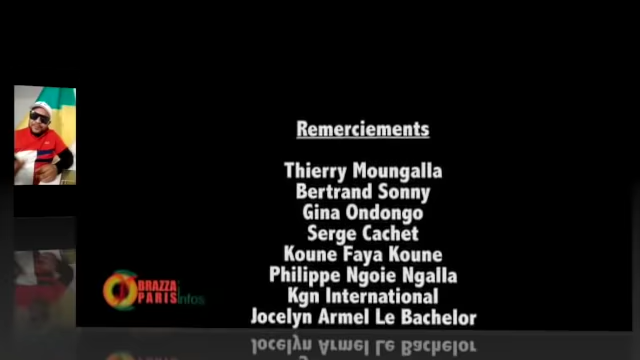 Remerciements
Thierry Moungalla
Bertrand Sonny
Gina Ondongo
Serge Cachet
Koune Faya Koune
Philippe Ngoie Ngalla
Kgn International
Jocelyn Armel Le Bachelor
BRAZZA
PARIS infos